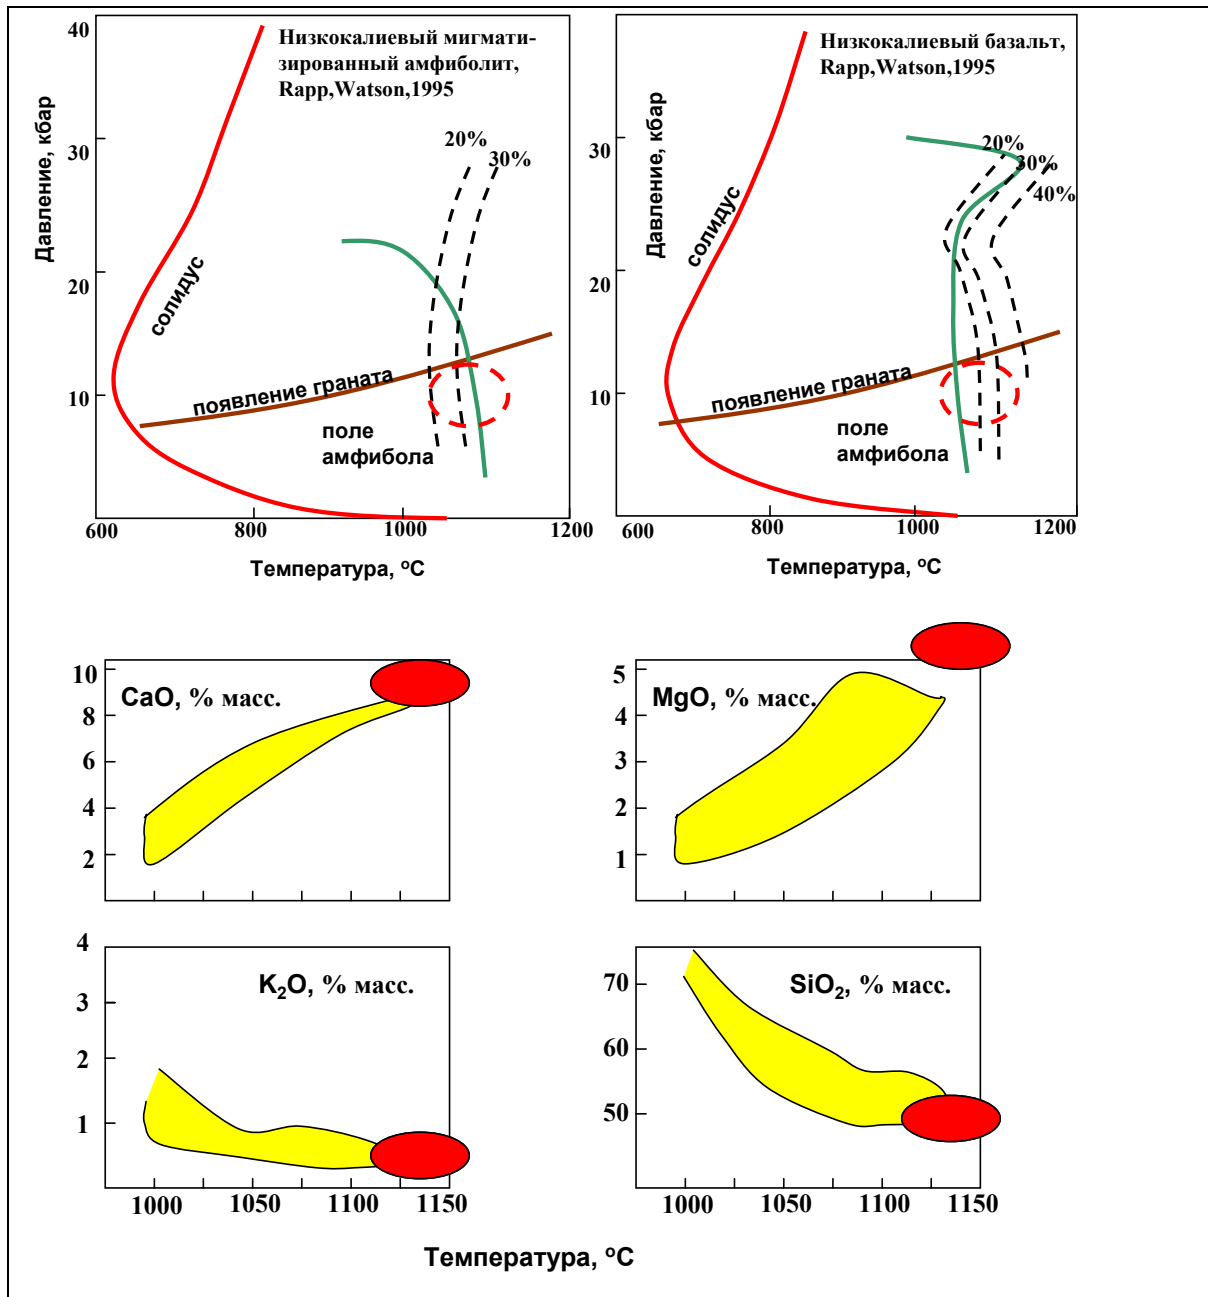 Низкокалиевый мигмати-
зированный амфиболит,
Rapp,Watson,1995
Давление, кбар
40
30
20
10
20%
30%
солидус
появление граната
поле
амфибола
600
800
1000
1200
Температура, °C
Низкокалиевый базальт,
Rapp,Watson,1995
Давление, кбар
30
20
10
20%
30%
40%
солидус
появление граната
поле
амфибола
600
800
1000
1200
Температура, °C
CaO, % масс.
10
8
6
4
2
MgO, % масс.
5
4
3
2
1
K₂O, % масс.
4
3
2
1
1000
1050
1100
1150
SiO₂, % масс.
70
60
50
1000
1050
1100
1150
Температура, °C